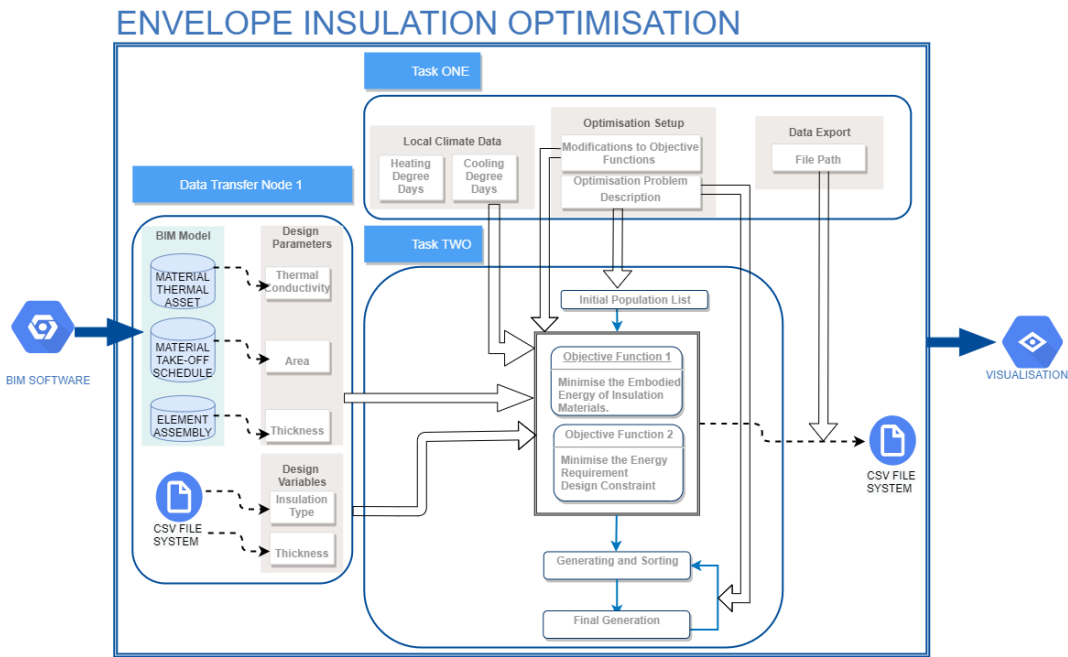 ENVELOPE INSULATION OPTIMISATION
Task ONE
Local Climate Data
Heating
Degree
Days
Cooling
Degree
Days
Optimisation Setup
Modifications to Objective
Functions
Optimisation Problem
Description
Data Export
File Path
Data Transfer Node 1
BIM Model
MATERIAL
THERMAL
ASSET
MATERIAL
TAKE-OFF
SCHEDULE
ELEMENT
ASSEMBLY
Design
Parameters
Thermal
Conductivity
Area
Thickness
CSV FILE
SYSTEM
Design
Variables
Insulation
Type
Thickness
BIM SOFTWARE
Task TWO
Initial Population List
Objective Function 1
Minimise the Embodied
Energy of Insulation
Materials.
Objective Function 2
Minimise the Energy
Requirement
Design Constraint
Generating and Sorting
Final Generation
CSV FILE
SYSTEM
VISUALISATION